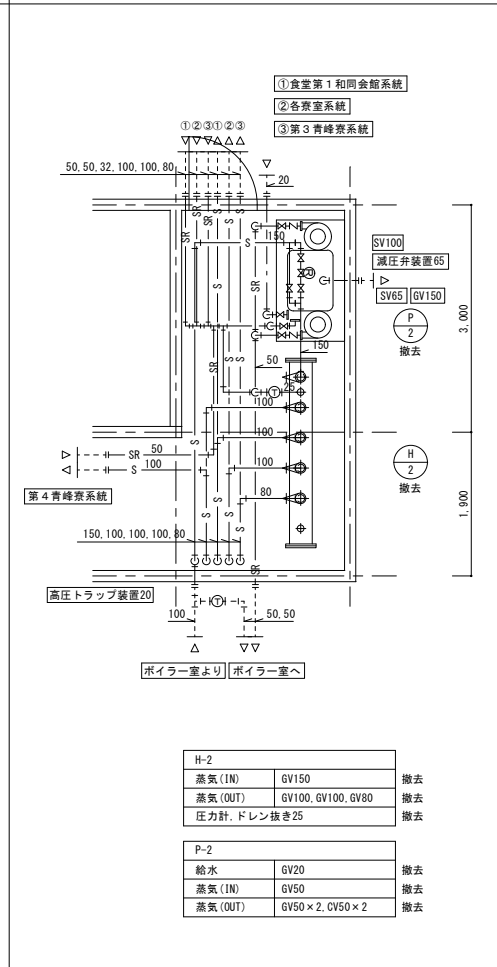 ①食堂第1和同会館系統
②各寮室系統
③第3青峰寮系統
①②③①②③
50,50,32,100,100,80
20
SR
SR
SR
S
150
S
SR
R
SV100
減圧弁装置65
SV65 GV150
P
2
撤去
3,000
150
50
S
S
SR
T
25
100
100
100
80
SR 50
S 100
第4青峰寮系統
H
2
撤去
1,900
S
S
S
S
S
150,100,100,100,80
SR
高圧トラップ装置20
T
100
50,50
ボイラー室より ボイラー室へ
H-2
蒸気(IN) GV150 撤去
蒸気(OUT) GV100,GV100,GV80 撤去
圧力計,ドレン抜き25 撤去
P-2
給水 GV20 撤去
蒸気(IN) GV50 撤去
蒸気(OUT) GV50×2,CV50×2 撤去